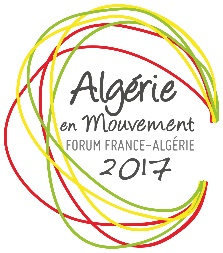 Algérie
en Mouvement
FORUM FRANCE-ALGÉRIE
2017